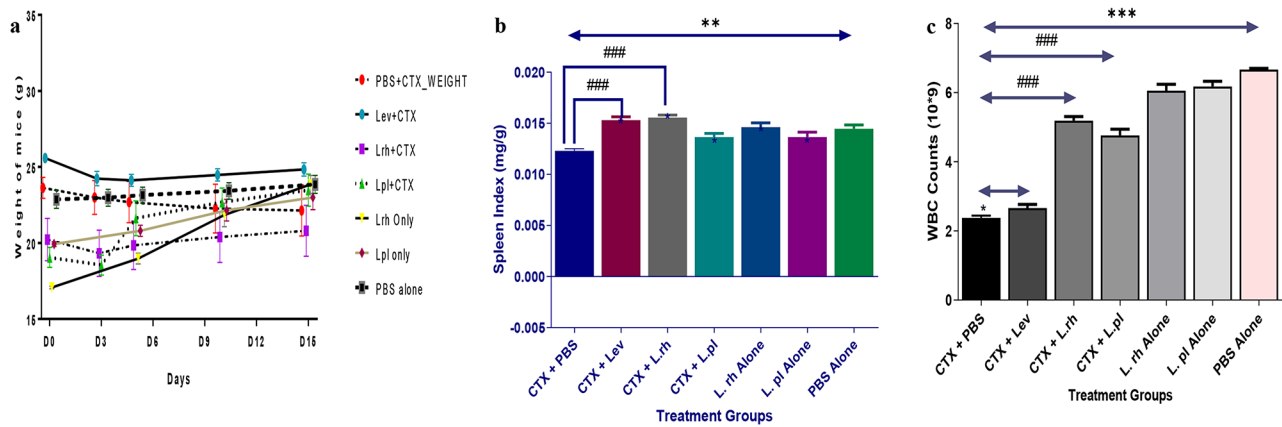 a
35
30
25
20
15
Weight of mice (g)
D0 D3 D6 D9 D12 D15
Days
PBS+CTX_WEIGHT
Lev+CTX
Lrh+CTX
Lpl+CTX
Lrh Only
Lpl only
PBS alone
b
**
###
###
0.020
0.015
0.010
0.005
0.000
-0.005
Spleen Index (mg/g)
CTX + PBS
CTX + Lev
CTX + L.rh
CTX + L.pl
L. rh Alone
L. pl Alone
PBS Alone
Treatment Groups
c
***
###
###
*
8
6
4
2
0
WBC Counts (10*9)
CTX + PBS
CTX + Lev
CTX + L.rh
CTX + L.pl
L. rh Alone
L. pl Alone
PBS Alone
Treatment Groups